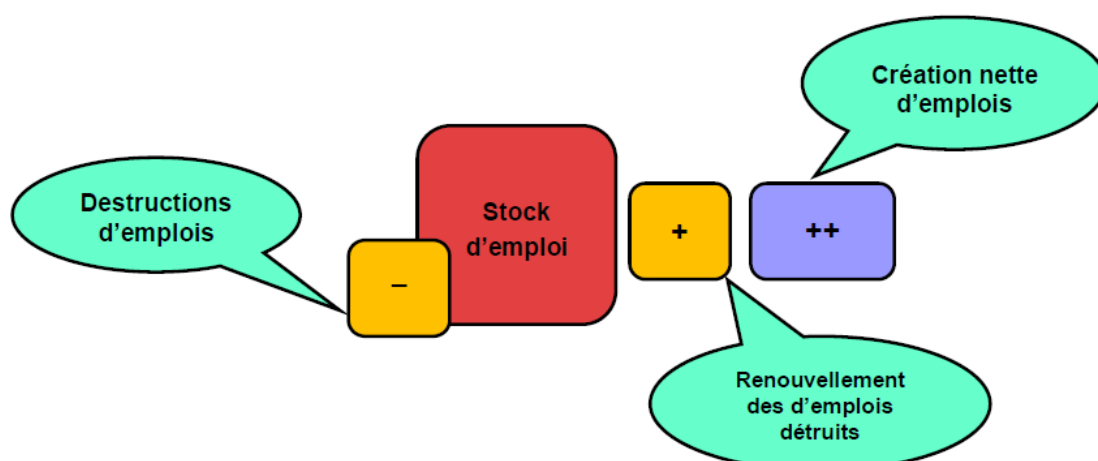 Création nette
d’emplois
Destructions
d’emplois
Stock
d’emploi
–
+
++
Renouvellement
des d’emplois
détruits